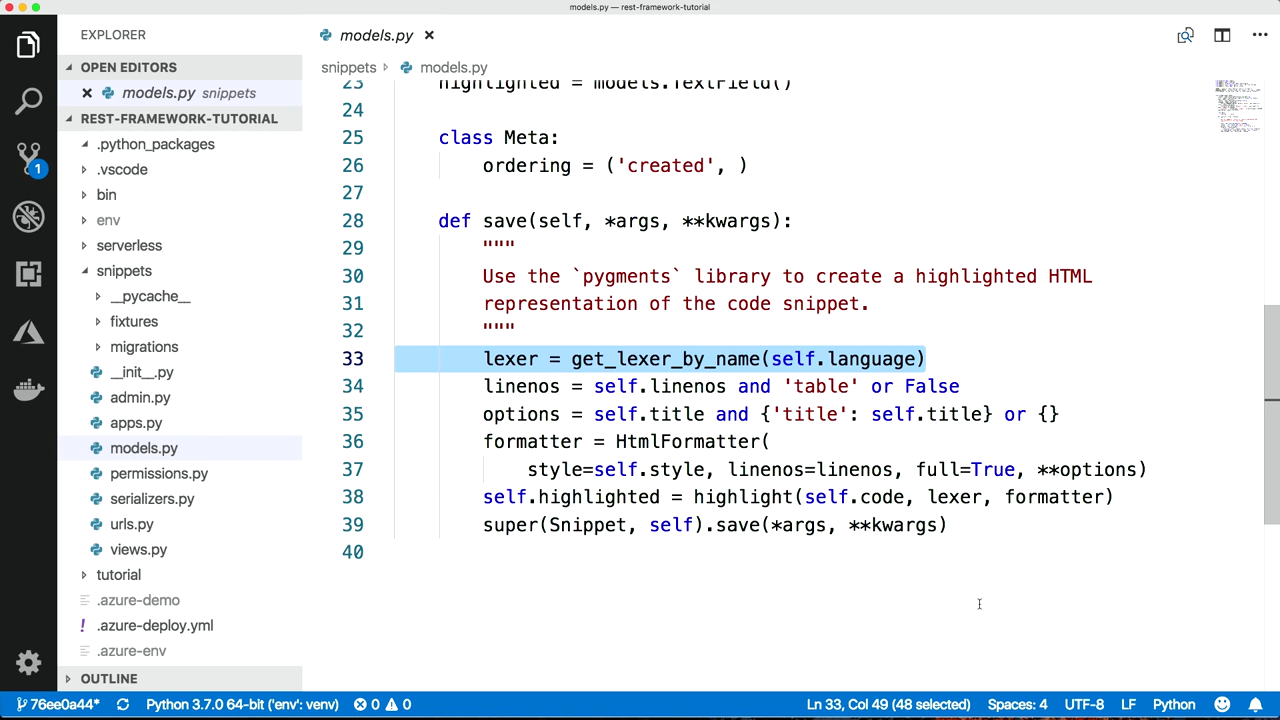 models.py — rest-framework-tutorial
EXPLORER
OPEN EDITORS
models.py snippets
REST-FRAMEWORK-TUTORIAL
.python_packages
.vscode
bin
env
serverless
snippets
__pycache__
fixtures
migrations
__init__.py
admin.py
apps.py
models.py
permissions.py
serializers.py
urls.py
views.py
tutorial
.azure-demo
! .azure-deploy.yml
.azure-env
OUTLINE
models.py
snippets models.py
23 highlighted = models.TextField()
24
25 class Meta:
26 ordering = ('created', )
27
28 def save(self, *args, **kwargs):
29 """
30 Use the `pygments` library to create a highlighted HTML
31 representation of the code snippet.
32 """
33 lexer = get_lexer_by_name(self.language)
34 linenos = self.linenos and 'table' or False
35 options = self.title and {'title': self.title} or {}
36 formatter = HtmlFormatter(
37 style=self.style, linenos=linenos, full=True, **options)
38 self.highlighted = highlight(self.code, lexer, formatter)
39 super(Snippet, self).save(*args, **kwargs)
40
1
76ee0a44* Python 3.7.0 64-bit ('env': venv) 0 0 Ln 33, Col 49 (48 selected) Spaces: 4 UTF-8 LF Python